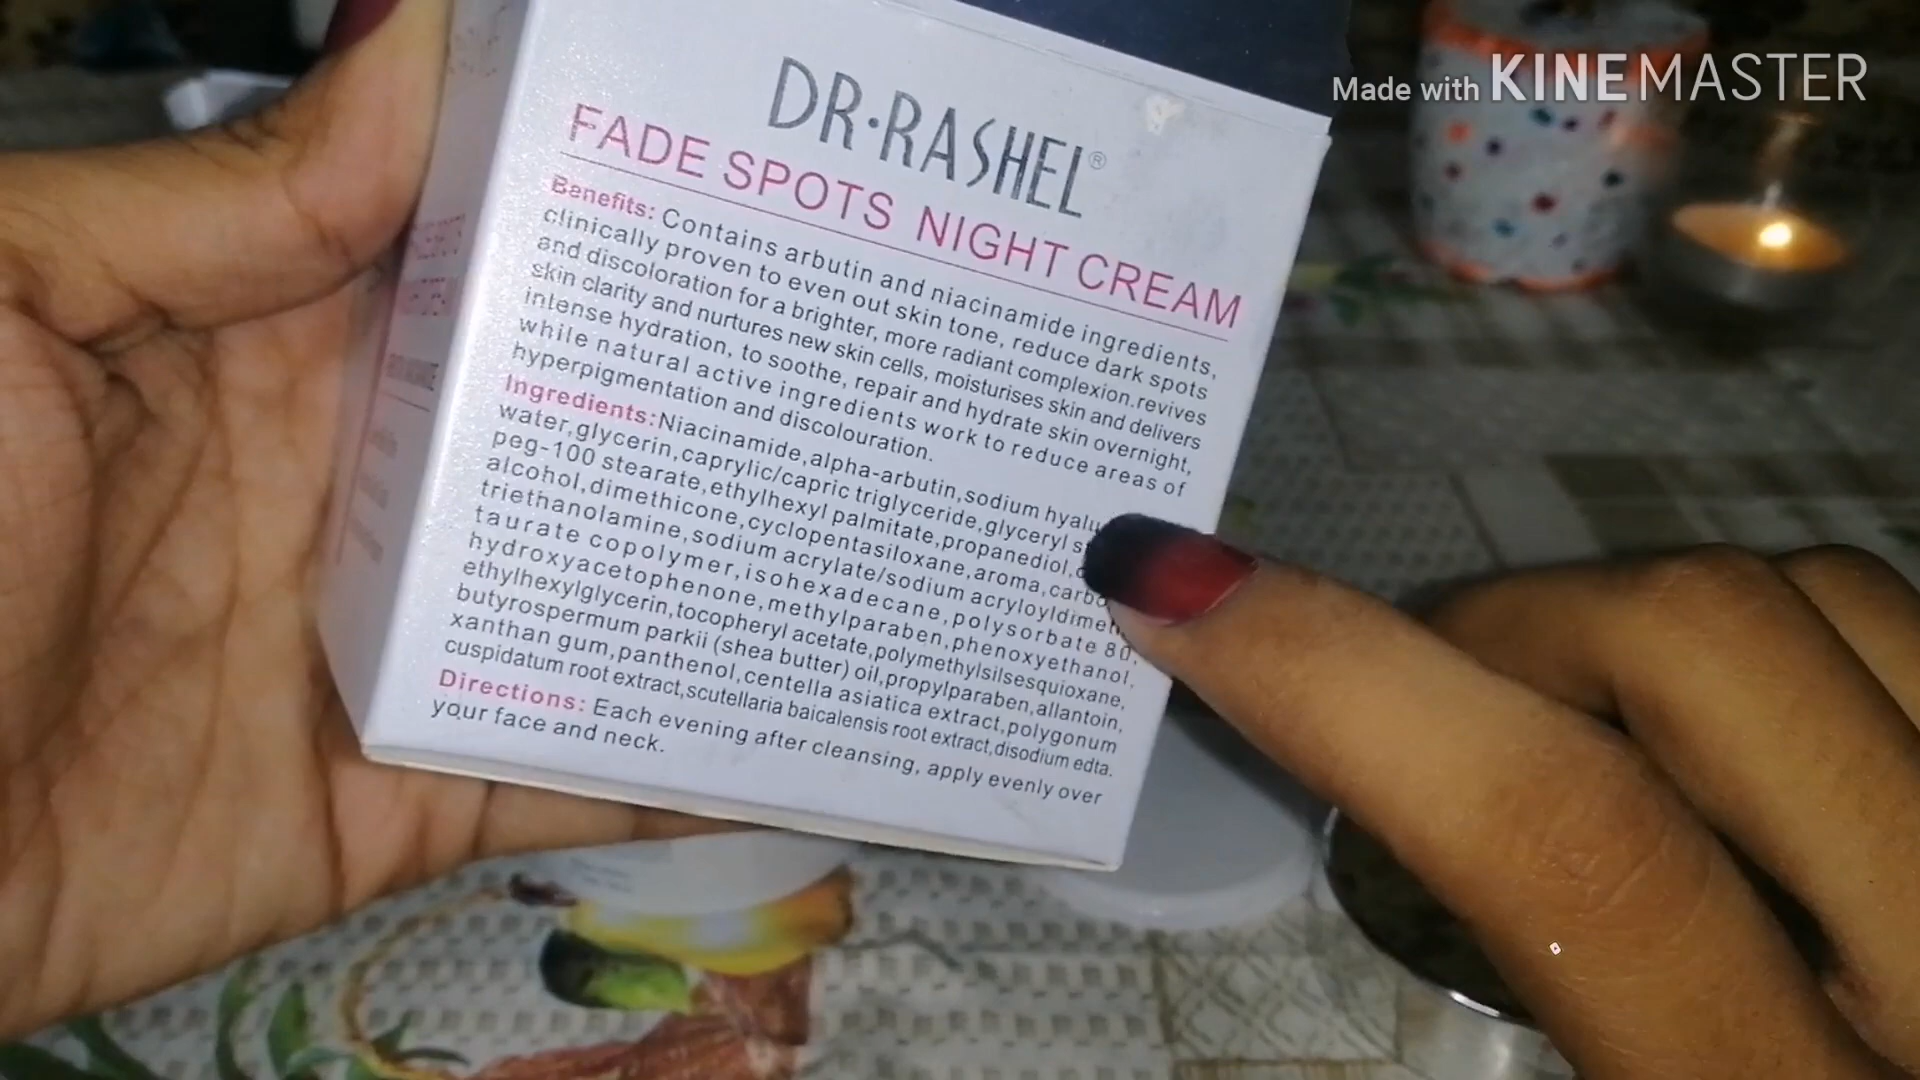 Made with KINEMASTER
DR·RASHEL®
FADE SPOTS NIGHT CREAM
Benefits: Contains arbutin and niacinamide ingredients,
clinically proven to even out skin tone, reduce dark spots
and discoloration for a brighter, more radiant complexion.revives
skin clarity and nurtures new skin cells, moisturises skin and delivers
intense hydration, to soothe, repair and hydrate skin overnight,
while natural active ingredients work to reduce areas of
hyperpigmentation and discolouration.
Ingredients:Niacinamide,alpha-arbutin,sodium
water,glycerin,caprylic/capric triglyceride,glyceryl
peg-100 stearate,ethylhexyl palmitate,propanediol,
alcohol,dimethicone,cyclopentasiloxane,aroma,
triethanolamine,sodium acrylate/sodium
taurate copolymer,isohexadecane,polysorbate 80,
hydroxyacetophenone,methylparaben,phenoxyethanol,
ethylhexylglycerin,tocopheryl acetate,polymethylsilsesquioxane,
butyrospermum parkii (shea butter) oil,propylparaben,allantoin,
xanthan gum,panthenol,centella asiatica extract,polygonum
cuspidatum root extract,scutellaria baicalensis root extract,disodium edta.
Directions: Each evening after cleansing, apply evenly over
your face and neck.